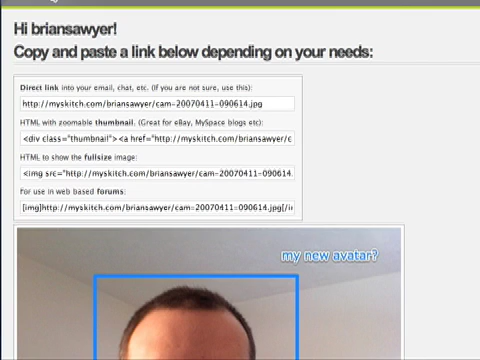 Hi briansawyer!
Copy and paste a link below depending on your needs:
Direct link into your email, chat, etc. (If you are not sure, use this):
http://myskitch.com/briansawyer/cam-20070411-090614.jpg
HTML with zoomable thumbnail. (Great for eBay, MySpace blogs etc):
<div class="thumbnail"><a href="http://myskitch.com/briansawyer/c
HTML to show the fullsize image:
<img src="http://myskitch.com/briansawyer/cam-20070411-090614.
For use in web based forums:
[img]http://myskitch.com/briansawyer/cam-20070411-090614.jpg[/i
my new avatar?